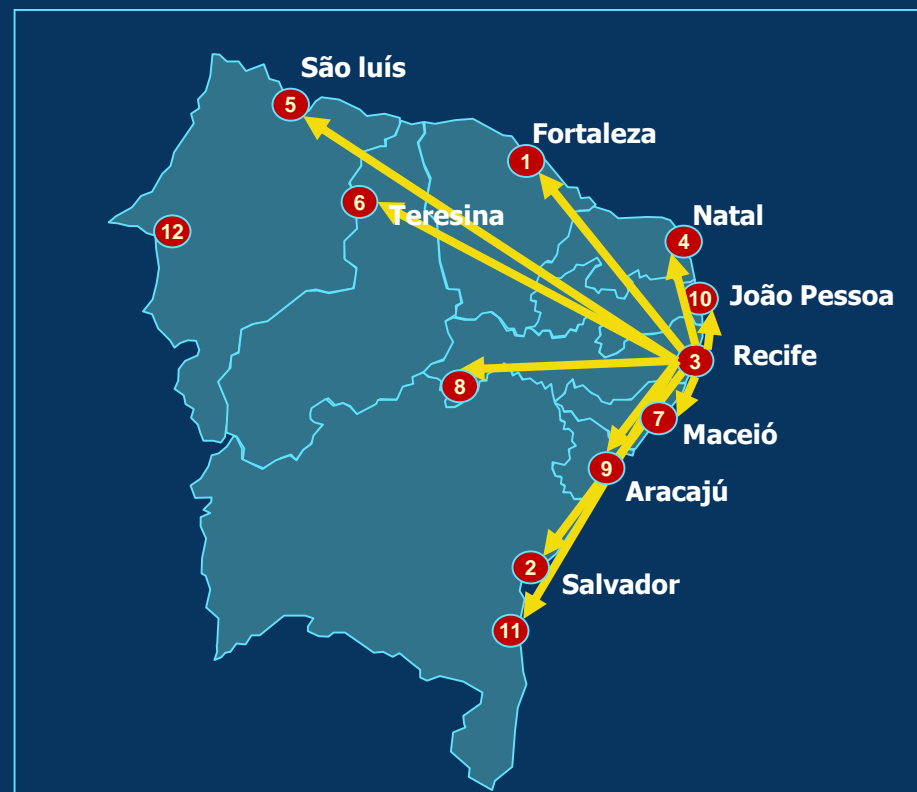 São luís
5
Fortaleza
1
6
Teresina
Natal
12
4
10
João Pessoa
3
Recife
8
7
Maceió
9
Aracajú
2
Salvador
11